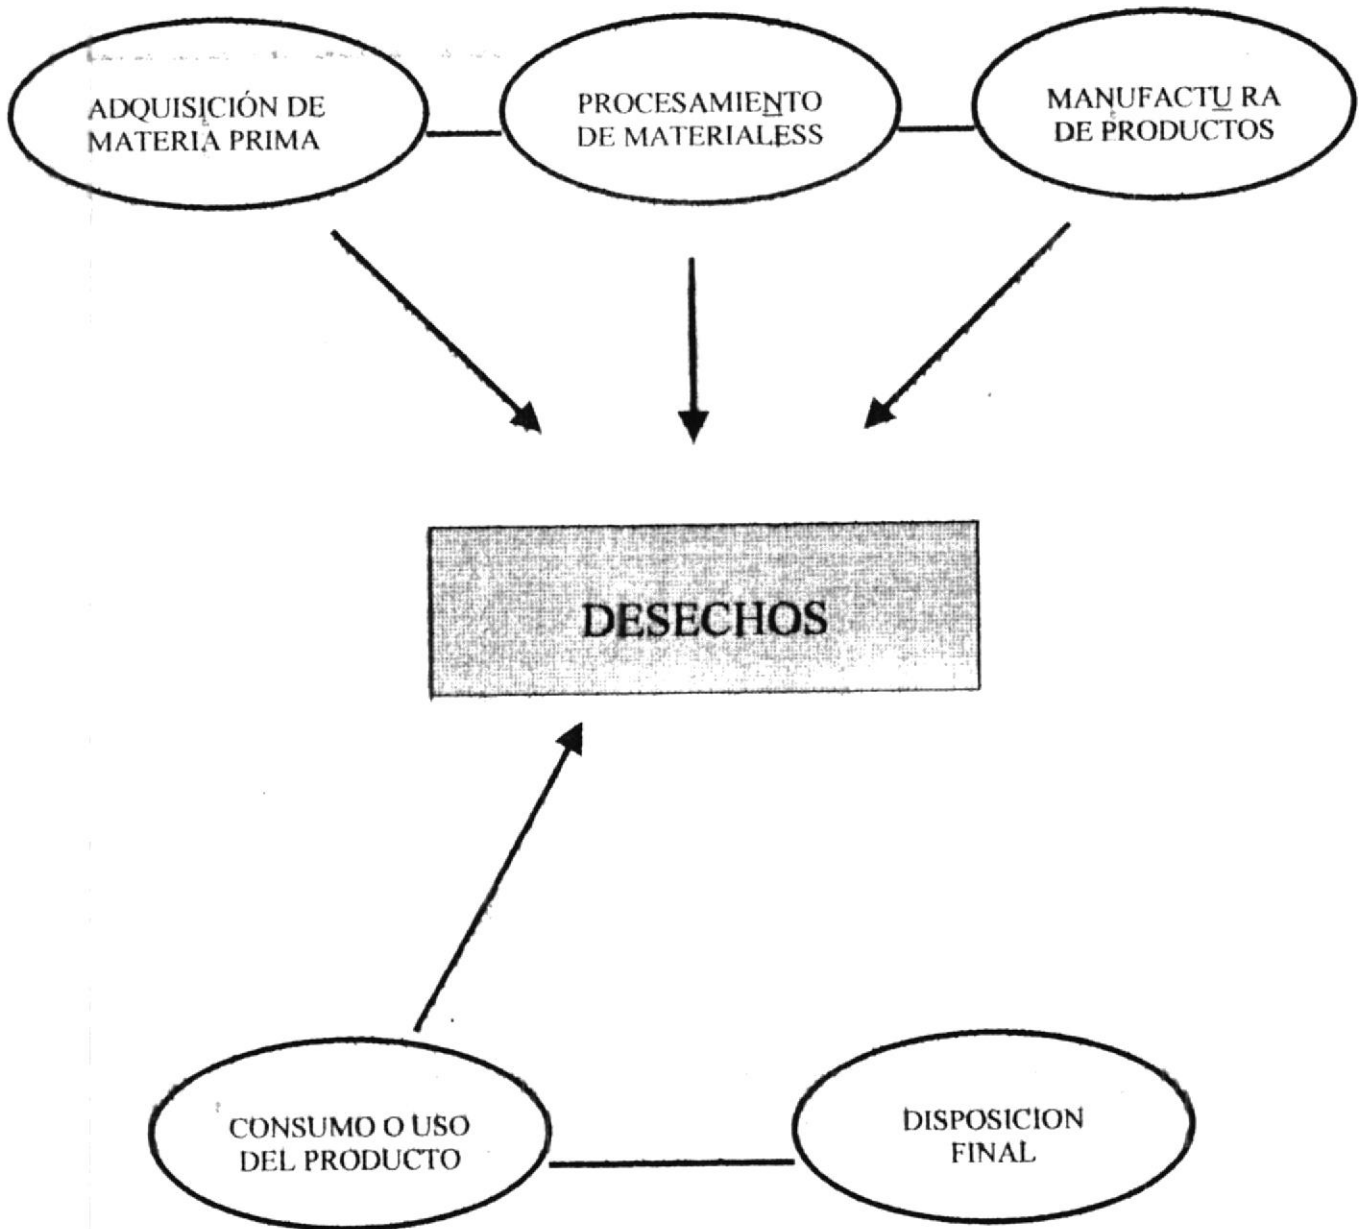 ADQUISICIÓN DE
MATERIA PRIMA
PROCESAMIENTO
DE MATERIALESS
MANUFACTU RA
DE PRODUCTOS
DESECHOS
CONSUMO O USO
DEL PRODUCTO
DISPOSICION
FINAL